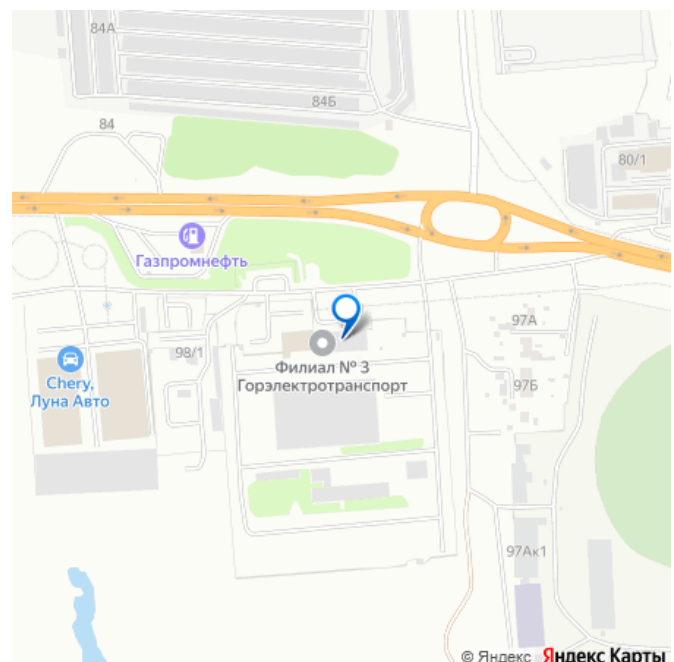 84А
84Б
84
80/1
Газпромнефть
97А
98/1
Филиал № 3
Горэлектротранспорт
Chery,
Луна Авто
97Б
97Ак1
© Яндекс Яндекс Карты